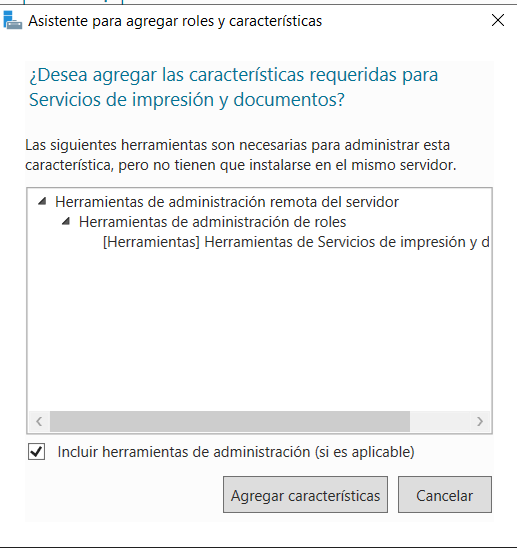 Asistente para agregar roles y características
¿Desea agregar las características requeridas para
Servicios de impresión y documentos?
Las siguientes herramientas son necesarias para administrar esta
característica, pero no tienen que instalarse en el mismo servidor.
Herramientas de administración remota del servidor
Herramientas de administración de roles
[Herramientas] Herramientas de Servicios de impresión y d
Incluir herramientas de administración (si es aplicable)
Agregar características
Cancelar